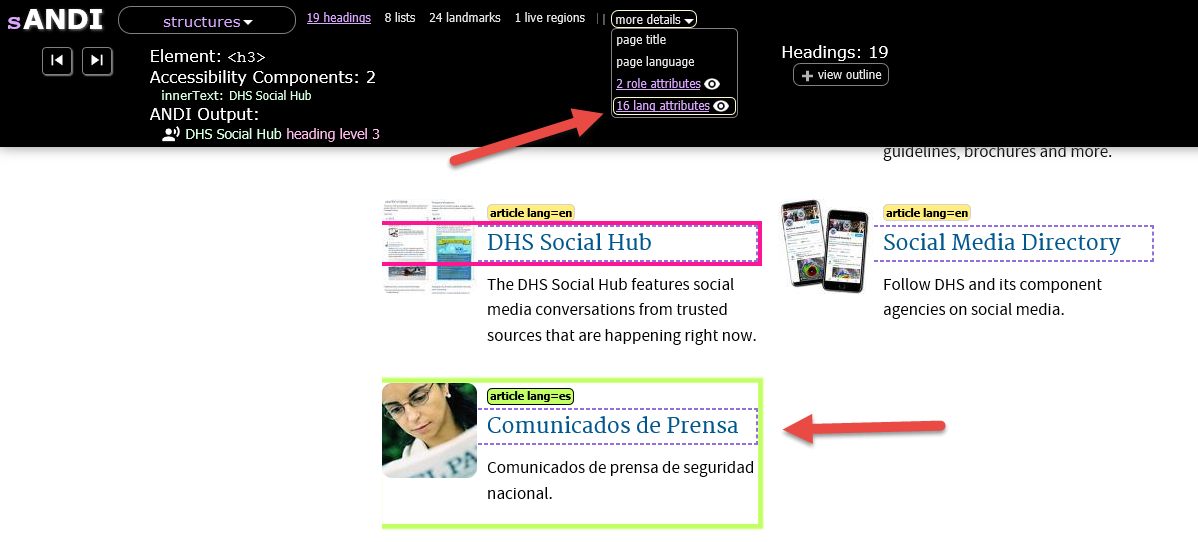 sANDI
structures
19 headings
8 lists
24 landmarks
1 live regions
more details
page title
page language
2 role attributes
16 lang attributes
Element: <h3>
Accessibility Components: 2
innerText: DHS Social Hub
ANDI Output:
DHS Social Hub heading level 3
Headings: 19
view outline
guidelines, brochures and more.
article lang=en
DHS Social Hub
The DHS Social Hub features social
media conversations from trusted
sources that are happening right now.
article lang=en
Social Media Directory
Follow DHS and its component
agencies on social media.
article lang=es
Comunicados de Prensa
Comunicados de prensa de seguridad
nacional.
EL PA